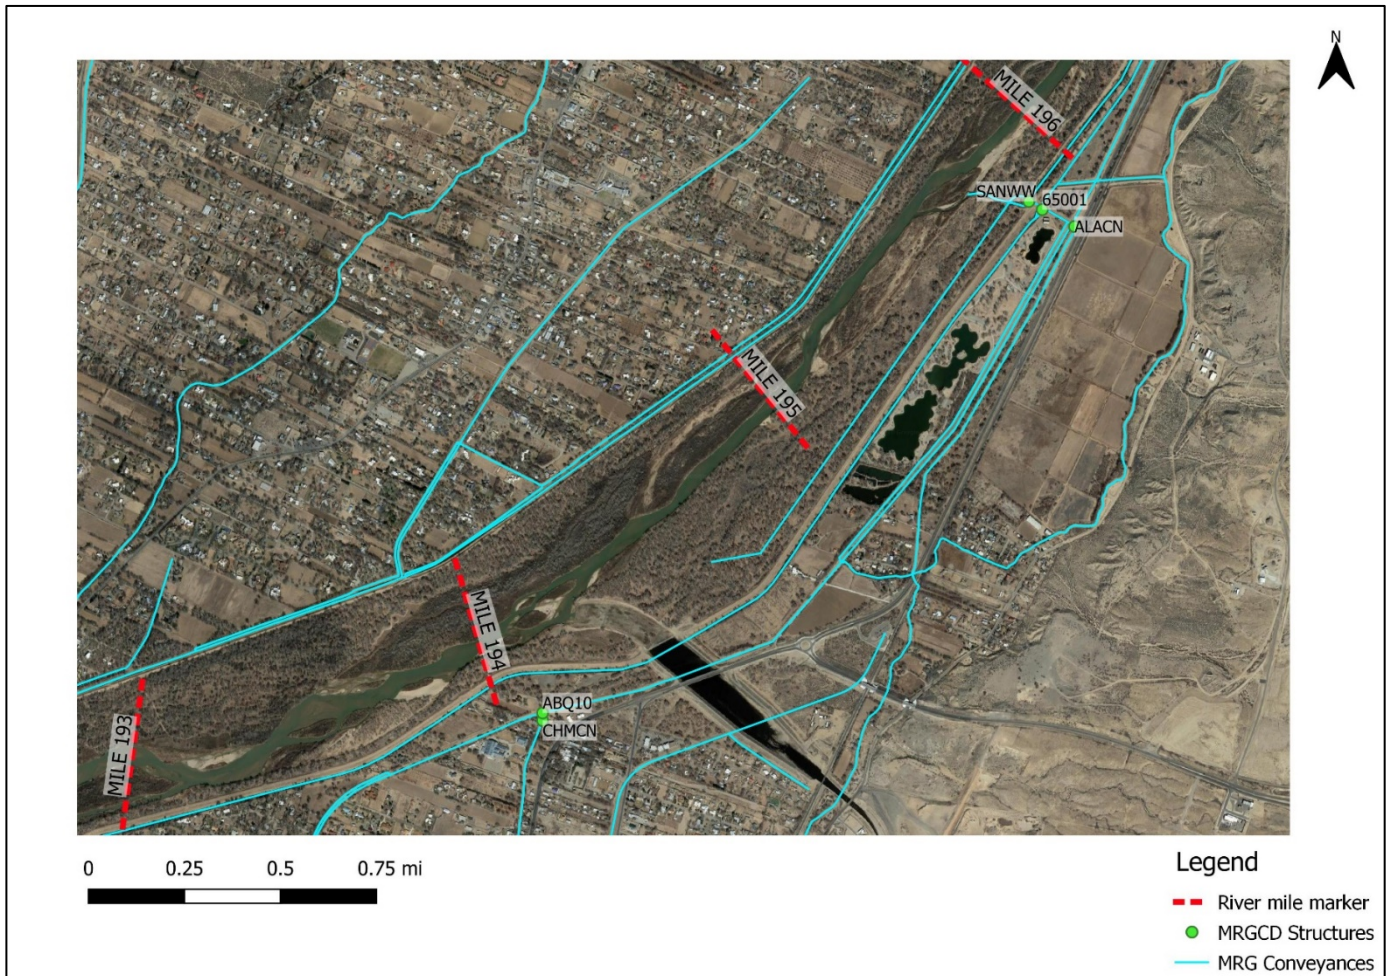 N
MILE 196
SANWW
65001
ALACN
MILE 195
MILE 194
ABQ10
CHMCN
MILE 193
0 0.25 0.5 0.75 mi
Legend
River mile marker
MRGCD Structures
MRG Conveyances